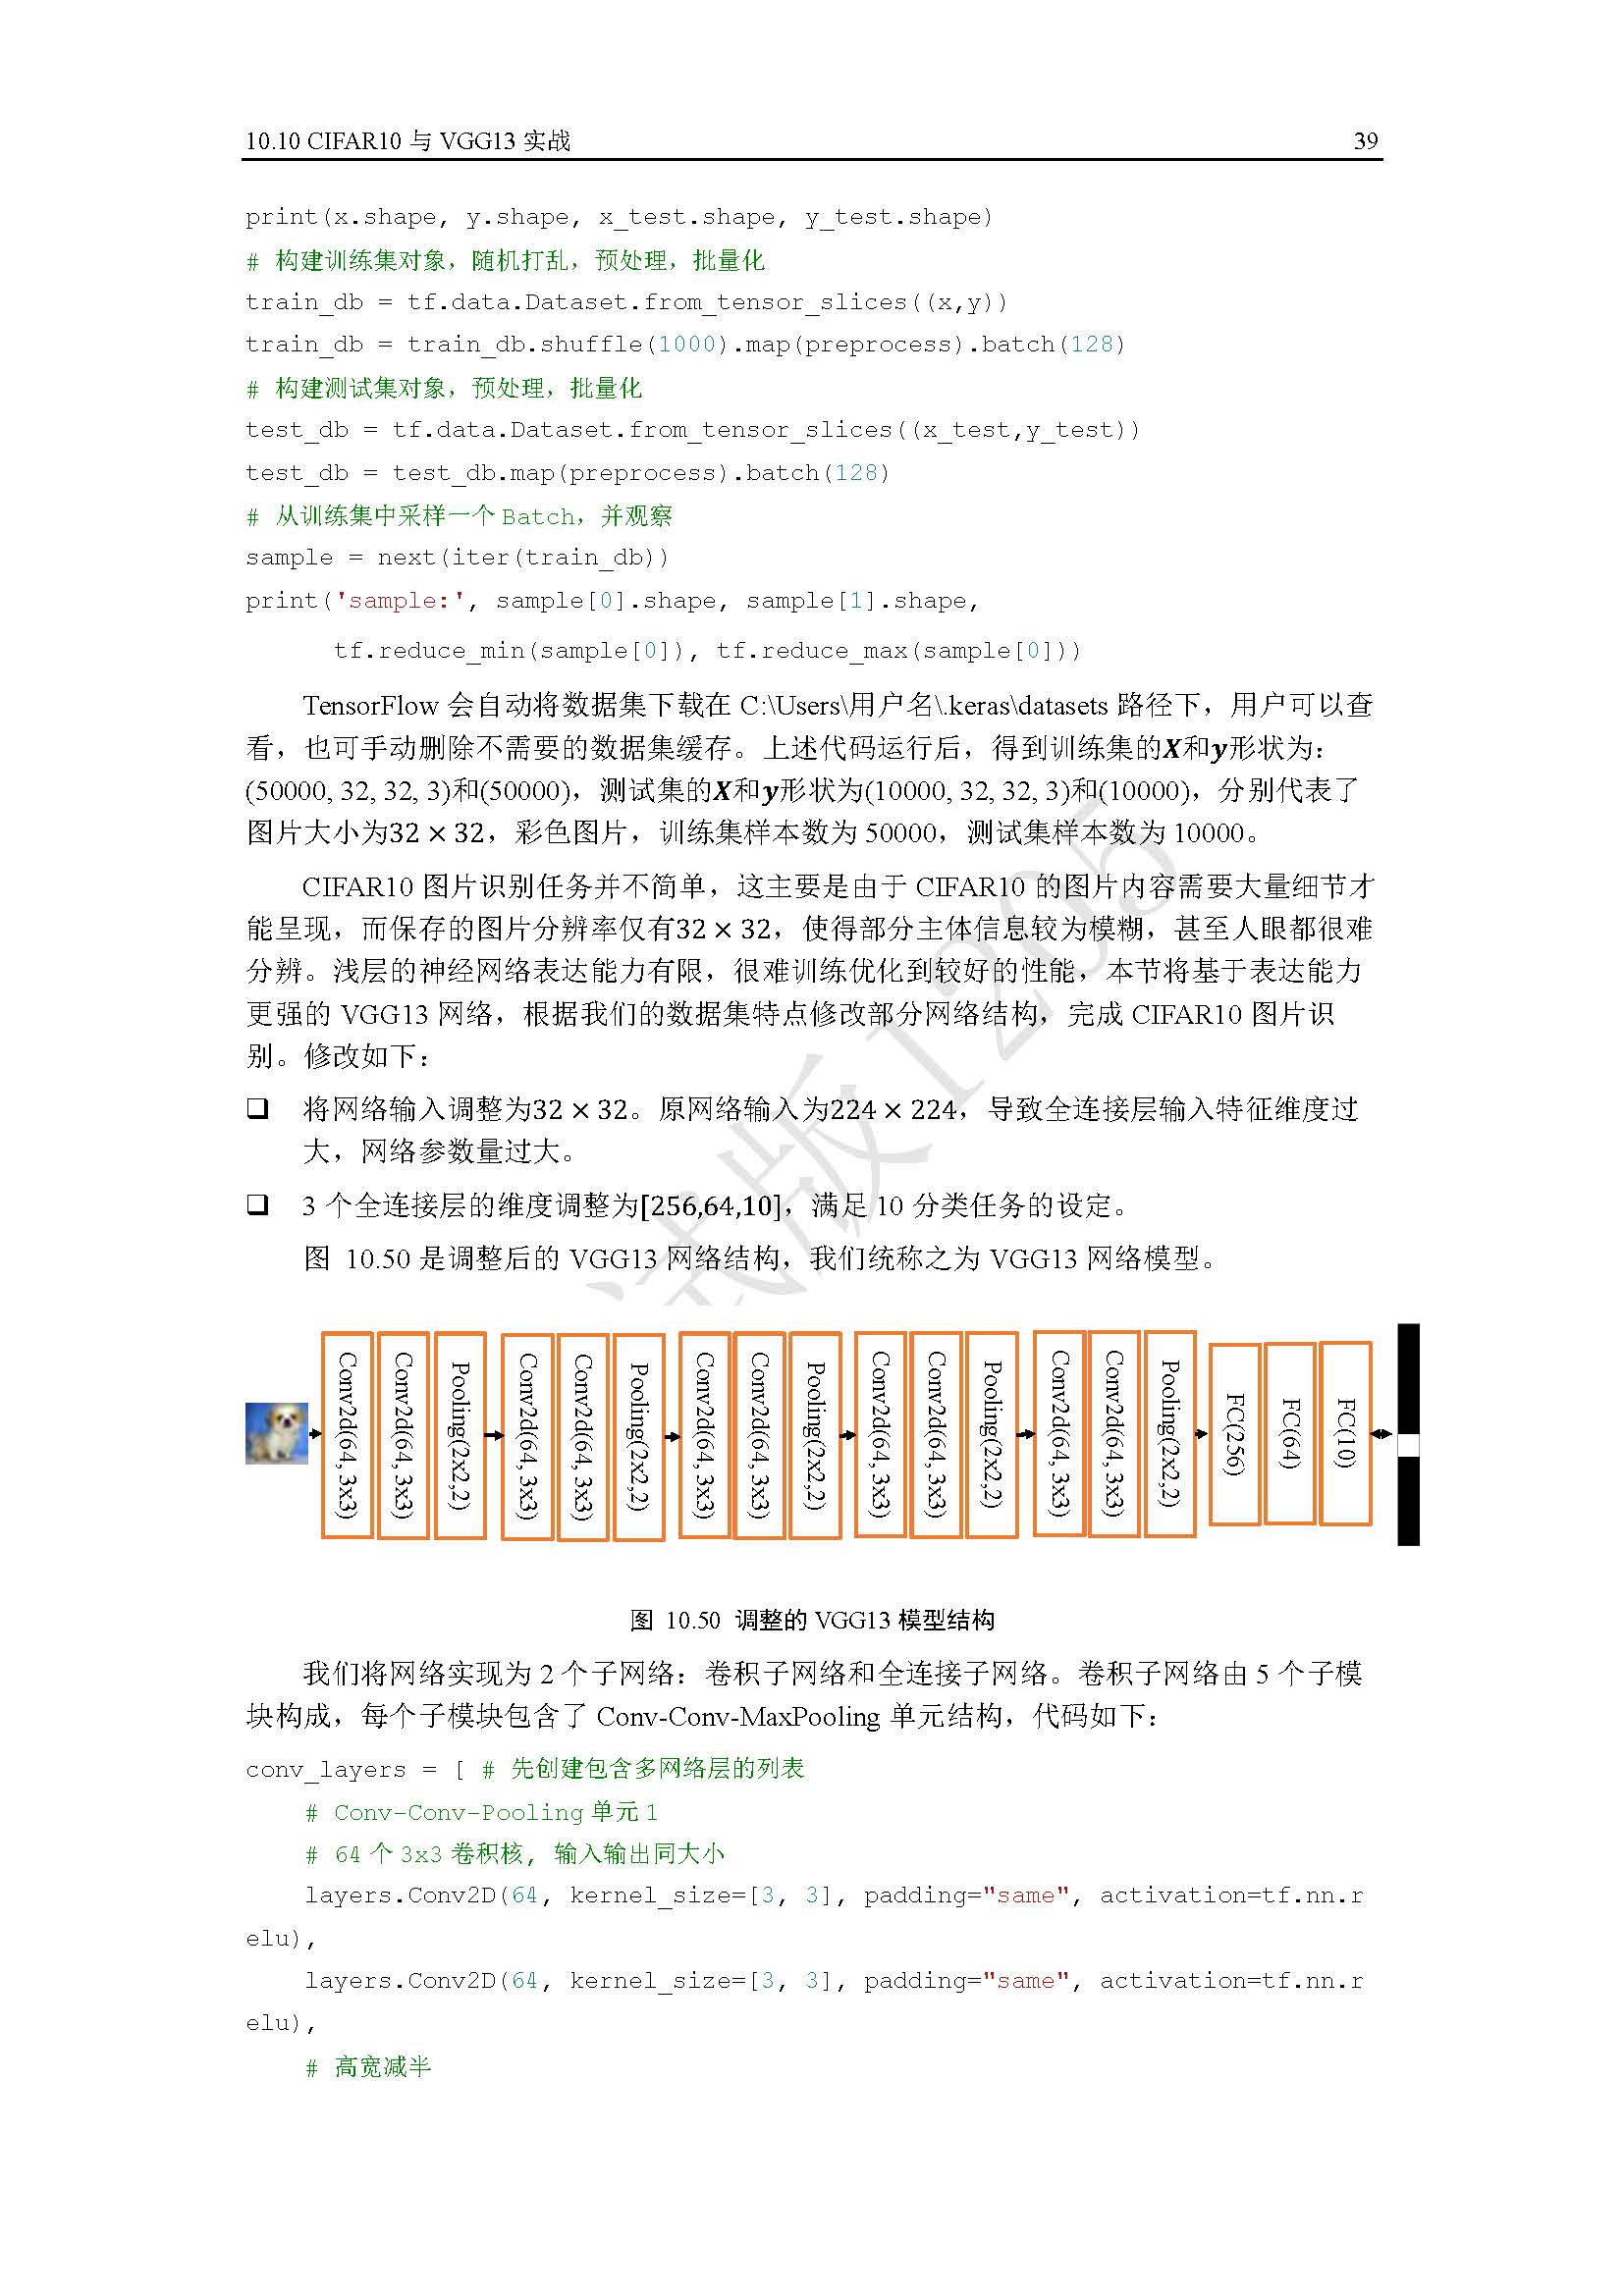 10.10 CIFAR10 与 VGG13 实战 39
print(x.shape, y.shape, x_test.shape, y_test.shape)
# 构建训练集对象，随机打乱，预处理，批量化
train_db = tf.data.Dataset.from_tensor_slices((x,y))
train_db = train_db.shuffle(1000).map(preprocess).batch(128)
# 构建测试集对象，预处理，批量化
test_db = tf.data.Dataset.from_tensor_slices((x_test,y_test))
test_db = test_db.map(preprocess).batch(128)
# 从训练集中采样一个 Batch，并观察
sample = next(iter(train_db))
print('sample:', sample[0].shape, sample[1].shape,
tf.reduce_min(sample[0]), tf.reduce_max(sample[0]))
TensorFlow 会自动将数据集下载在 C:\Users\用户名\.keras\datasets 路径下，用户可以查
看，也可手动删除不需要的数据集缓存。上述代码运行后，得到训练集的X和y形状为：
(50000, 32, 32, 3)和(50000)，测试集的X和y形状为(10000, 32, 32, 3)和(10000)，分别代表了
图片大小为32 × 32，彩色图片，训练集样本数为 50000，测试集样本数为 10000。
CIFAR10 图片识别任务并不简单，这主要是由于 CIFAR10 的图片内容需要大量细节才
能呈现，而保存的图片分辨率仅有32 × 32，使得部分主体信息较为模糊，甚至人眼都很难
分辨。浅层的神经网络表达能力有限，很难训练优化到较好的性能，本节将基于表达能力
更强的 VGG13 网络，根据我们的数据集特点修改部分网络结构，完成 CIFAR10 图片识
别。修改如下：
❑ 将网络输入调整为32 × 32。原网络输入为224 × 224，导致全连接层输入特征维度过
大，网络参数量过大。
❑ 3 个全连接层的维度调整为[256,64,10]，满足 10 分类任务的设定。
图 10.50 是调整后的 VGG13 网络结构，我们统称之为 VGG13 网络模型。
试版1205
Conv2d(64, 3x3)
Conv2d(64, 3x3)
Pooling(2x2,2)
Conv2d(64, 3x3)
Conv2d(64, 3x3)
Pooling(2x2,2)
Conv2d(64, 3x3)
Conv2d(64, 3x3)
Pooling(2x2,2)
Conv2d(64, 3x3)
Conv2d(64, 3x3)
Pooling(2x2,2)
Conv2d(64, 3x3)
Conv2d(64, 3x3)
Pooling(2x2,2)
FC(256)
FC(64)
FC(10)
图 10.50 调整的 VGG13 模型结构
我们将网络实现为 2 个子网络：卷积子网络和全连接子网络。卷积子网络由 5 个子模
块构成，每个子模块包含了 Conv-Conv-MaxPooling 单元结构，代码如下：
conv_layers = [ # 先创建包含多网络层的列表
# Conv-Conv-Pooling 单元 1
# 64 个 3x3 卷积核, 输入输出同大小
layers.Conv2D(64, kernel_size=[3, 3], padding="same", activation=tf.nn.r
elu),
layers.Conv2D(64, kernel_size=[3, 3], padding="same", activation=tf.nn.r
elu),
# 高宽减半